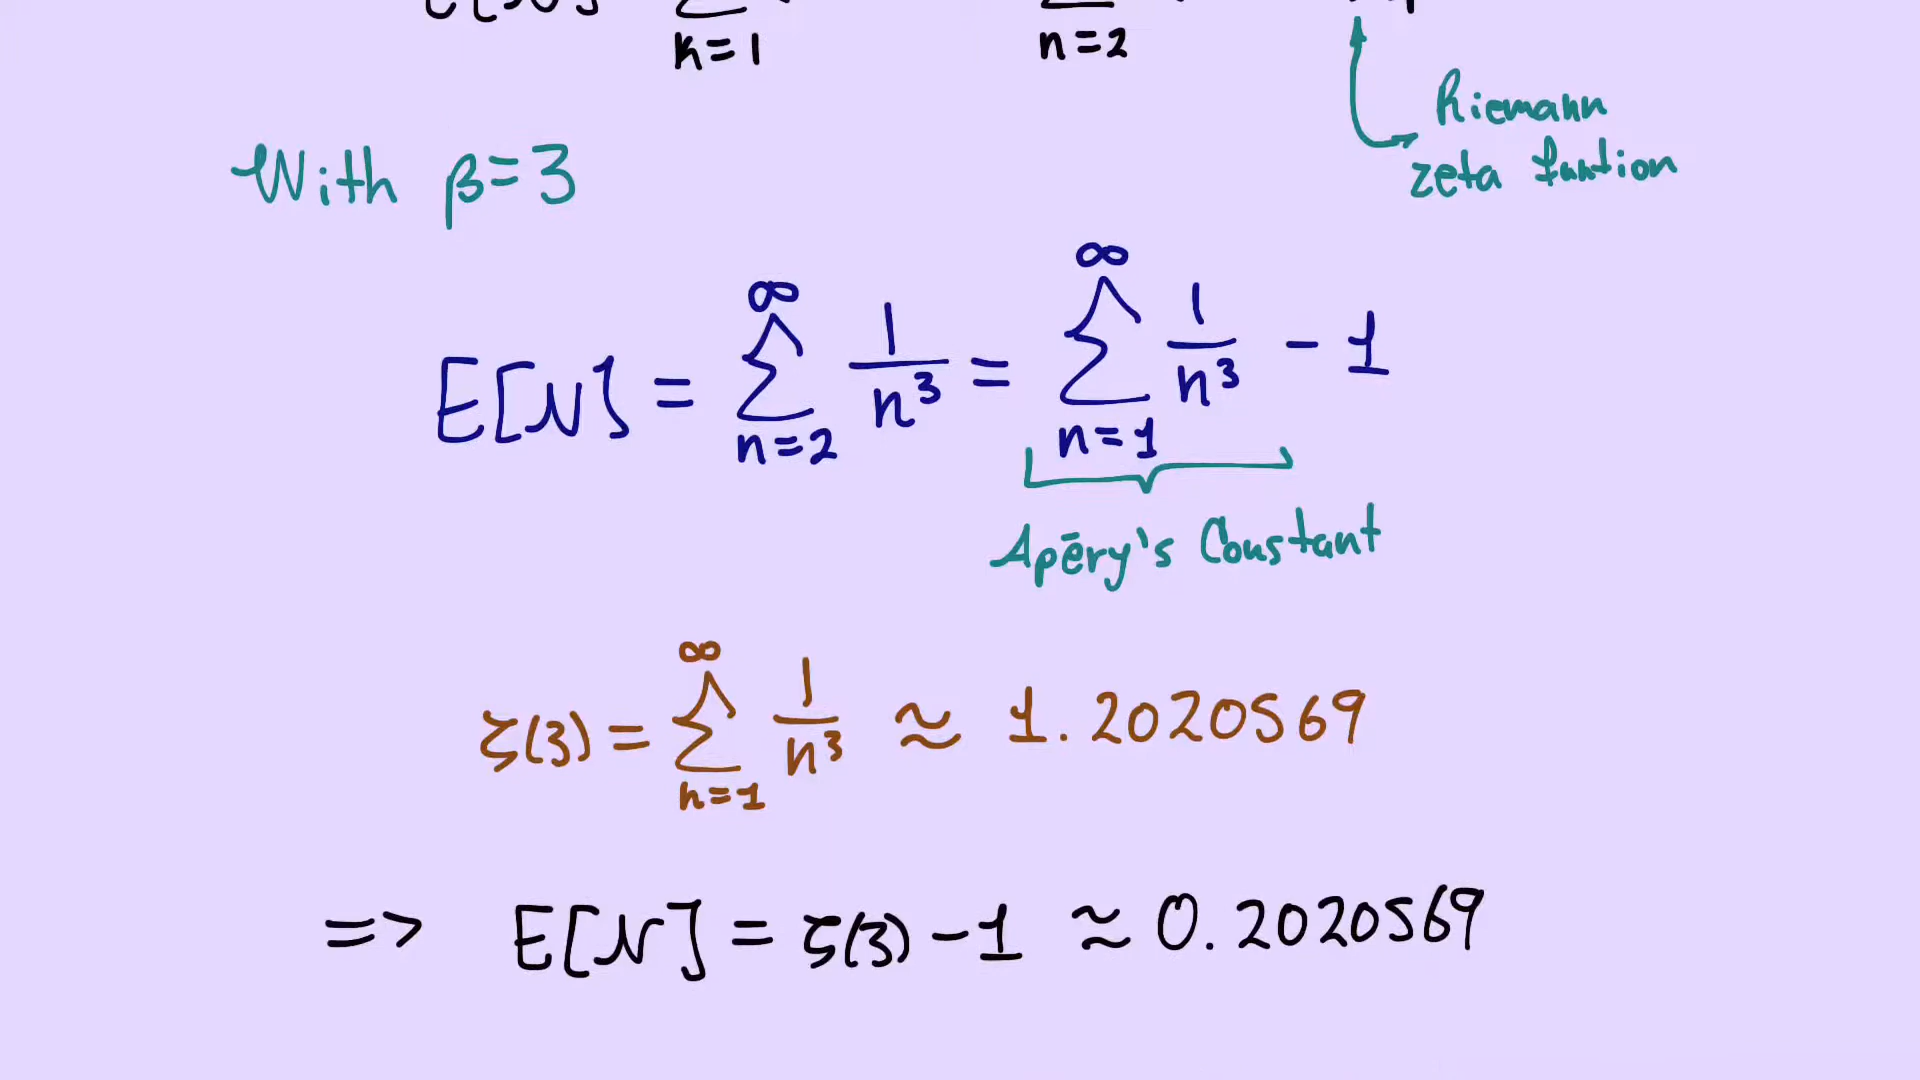 k=1 n=2
Riemann
zeta funtion
With β=3
E[N] = ∑_{n=2}^{∞} 1/n³ = ∑_{n=1}^{∞} 1/n³ - 1
Apēry's Constant
ζ(3) = ∑_{n=1}^{∞} 1/n³ ≈ 1.2020569
=> E[N] = ζ(3) - 1 ≈ 0.2020569